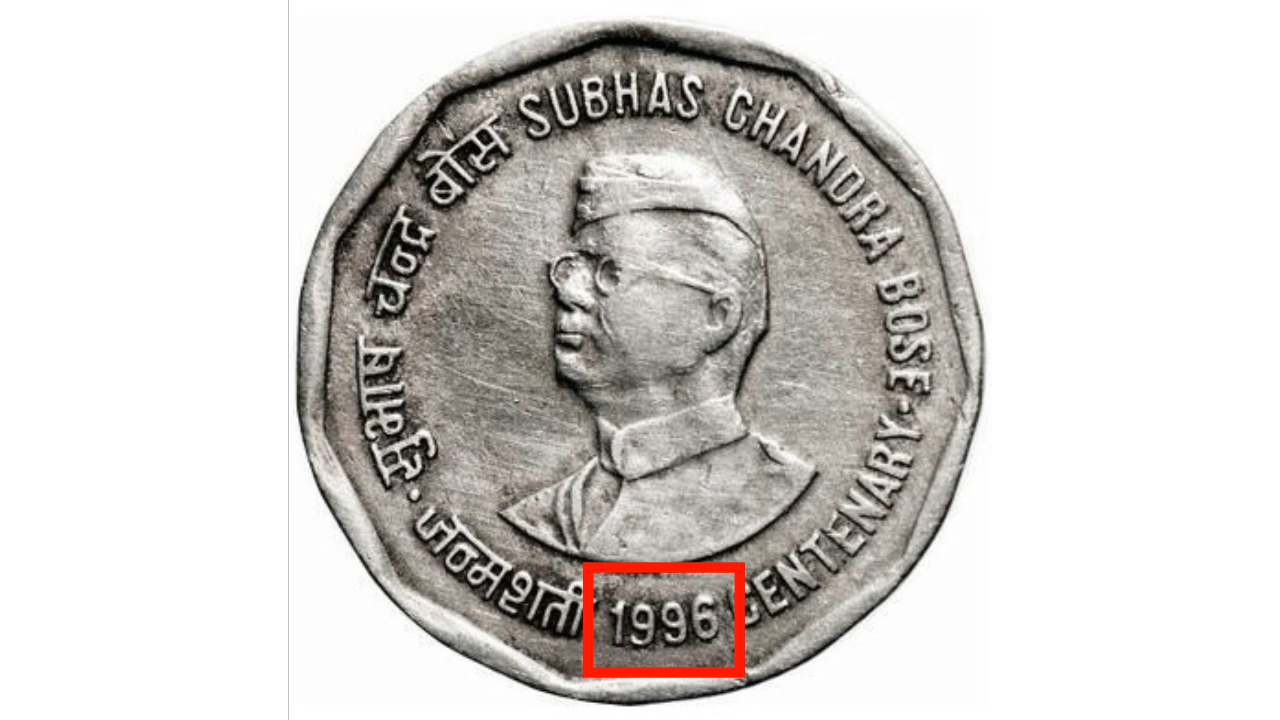 सुभाष चन्द्र बोस SUBHAS CHANDRA BOSE · CENTENARY
· जन्मशती 1996